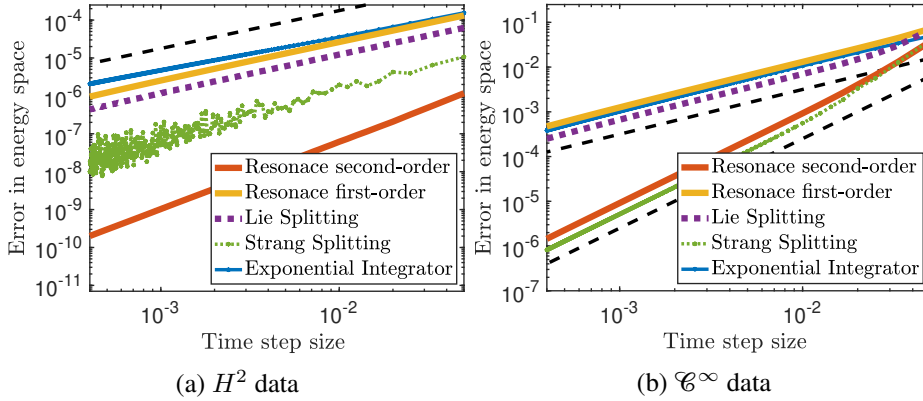 Error in energy space
10^-4
10^-5
10^-6
10^-7
10^-8
10^-9
10^-10
10^-11
Resonace second-order
Resonace first-order
Lie Splitting
Strang Splitting
Exponential Integrator
10^-3
10^-2
Time step size
(a) H² data
Error in energy space
10^-1
10^-2
10^-3
10^-4
10^-5
10^-6
10^-7
Resonace second-order
Resonace first-order
Lie Splitting
Strang Splitting
Exponential Integrator
10^-3
10^-2
Time step size
(b) 𝒞^∞ data